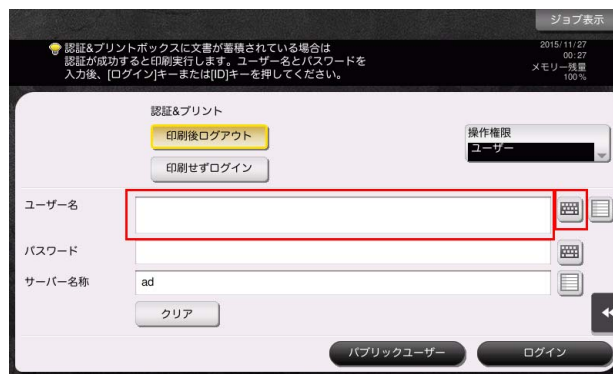 ジョブ表示
認証&プリントボックスに文書が蓄積されている場合は
認証が成功すると印刷実行します。ユーザー名とパスワードを
入力後、[ログイン]キーまたは[ID]キーを押してください。
2015/11/27
00:27
メモリー残量
100%
認証&プリント
印刷後ログアウト
操作権限
ユーザー
印刷せずログイン
ユーザー名
パスワード
サーバー名称
ad
クリア
パブリックユーザー
ログイン